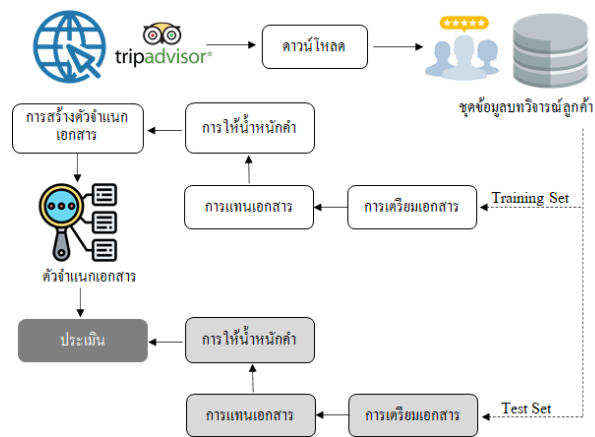 tripadvisor®
ดาวน์โหลด
ชุดข้อมูลบทวิจารณ์ลูกค้า
การสร้างตัวจำแนก
เอกสาร
การให้น้ำหนักคำ
การแทนเอกสาร
การเตรียมเอกสาร
Training Set
ตัวจำแนกเอกสาร
ประเมิน
การให้น้ำหนักคำ
การแทนเอกสาร
การเตรียมเอกสาร
Test Set